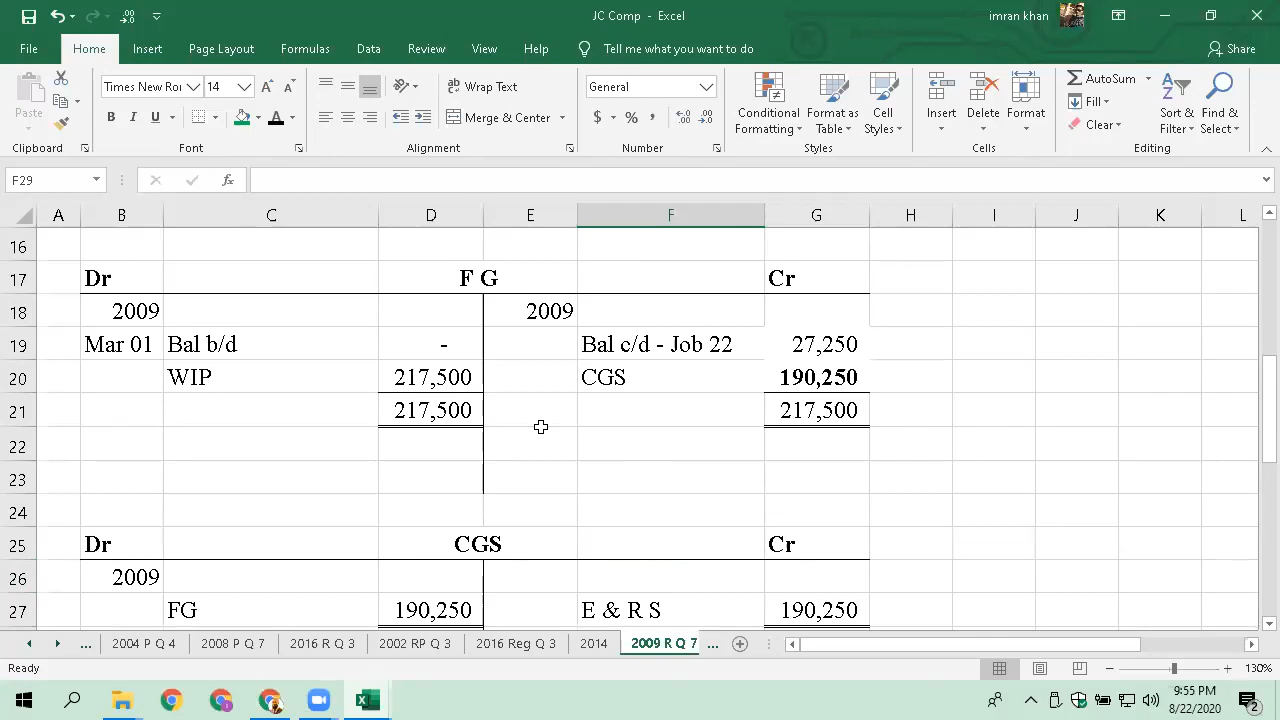 JC Comp - Excel
imran khan
File Home Insert Page Layout Formulas Data Review View Help Tell me what you want to do Share
Paste
Clipboard
Times New Roi 14
B I U
Font
Wrap Text
Merge & Center
Alignment
General
$ % ,
Number
Conditional Formatting
Format as Table
Cell Styles
Styles
Insert Delete Format
Cells
AutoSum
Fill
Clear
Sort & Filter
Find & Select
Editing
F29 fx
A B C D E F G H I J K L
16
17 Dr F G Cr
18 2009 2009
19 Mar 01 Bal b/d - Bal c/d - Job 22 27,250
20 WIP 217,500 CGS 190,250
21 217,500 217,500
22
23
24
25 Dr CGS Cr
26 2009
27 FG 190,250 E & R S 190,250
... 2004 P Q 4 2008 P Q 7 2016 R Q 3 2002 RP Q 3 2016 Reg Q 3 2014 2009 R Q 7 ...
Ready 130%
9:55 PM
8/22/2020
2